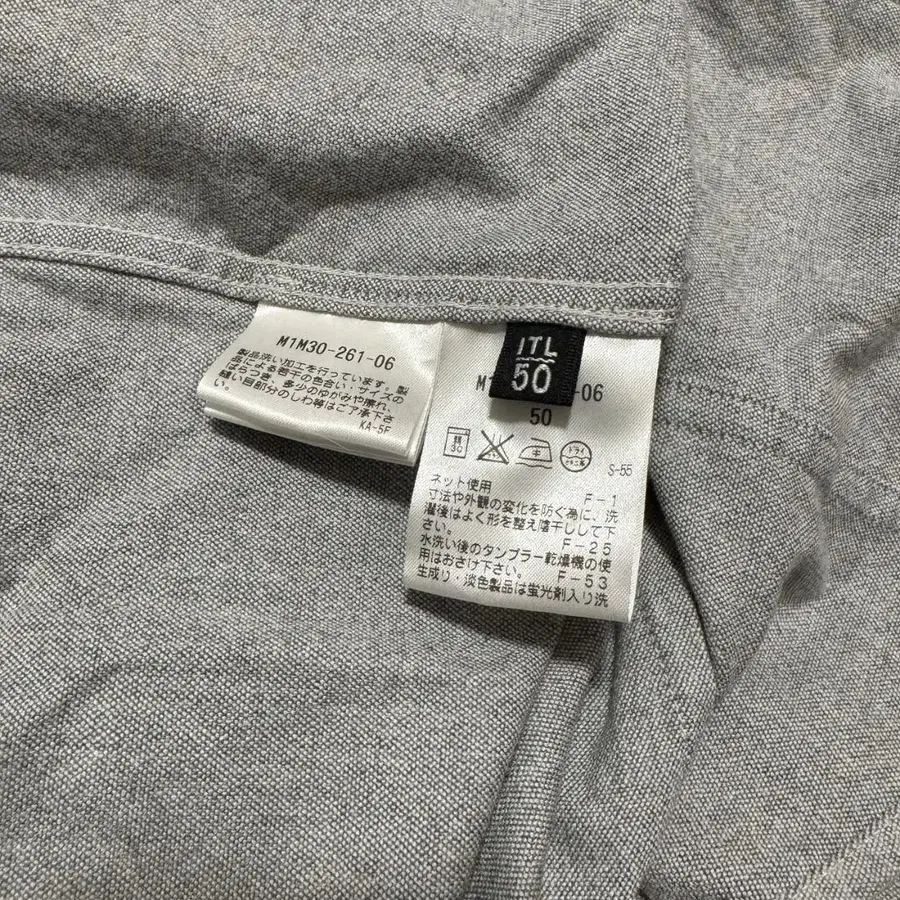 M1M30-261-06
製品洗い加工を行っています。製
品による若干の色合い・サイズの
ばらつき、多少のゆがみや擦れ、
縫い目部分のしわ等はご了承下さ
い。
KA-5F
ITL
50
-06
50
30
ドライ
S-55
ネット使用 F-1
寸法や外観の変化を防ぐ為に、洗
濯後はよく形を整え陰干しして下
さい。 F-25
水洗い後のタンブラー乾燥機の使
用はおさけ下さい。 F-53
生成り・淡色製品は蛍光剤入り洗